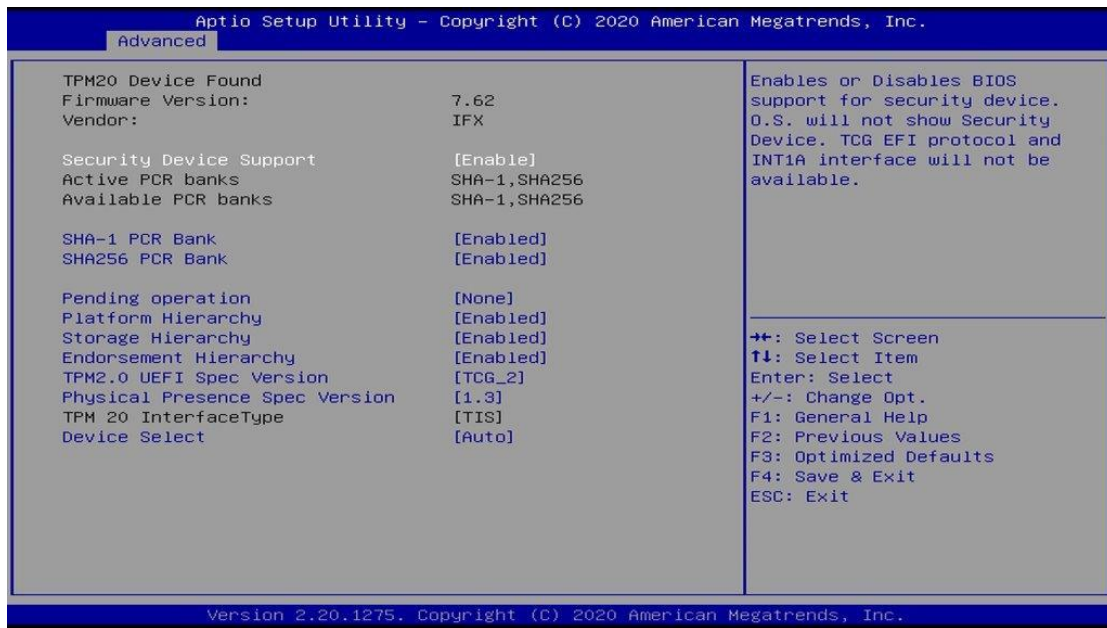 Aptio Setup Utility – Copyright (C) 2020 American Megatrends, Inc.
Advanced
TPM20 Device Found
Firmware Version: 7.62
Vendor: IFX
Security Device Support [Enable]
Active PCR banks SHA-1,SHA256
Available PCR banks SHA-1,SHA256
SHA-1 PCR Bank [Enabled]
SHA256 PCR Bank [Enabled]
Pending operation [None]
Platform Hierarchy [Enabled]
Storage Hierarchy [Enabled]
Endorsement Hierarchy [Enabled]
TPM2.0 UEFI Spec Version [TCG_2]
Physical Presence Spec Version [1.3]
TPM 20 InterfaceType [TIS]
Device Select [Auto]
Enables or Disables BIOS
support for security device.
O.S. will not show Security
Device. TCG EFI protocol and
INT1A interface will not be
available.
→←: Select Screen
↑↓: Select Item
Enter: Select
+/-: Change Opt.
F1: General Help
F2: Previous Values
F3: Optimized Defaults
F4: Save & Exit
ESC: Exit
Version 2.20.1275. Copyright (C) 2020 American Megatrends, Inc.